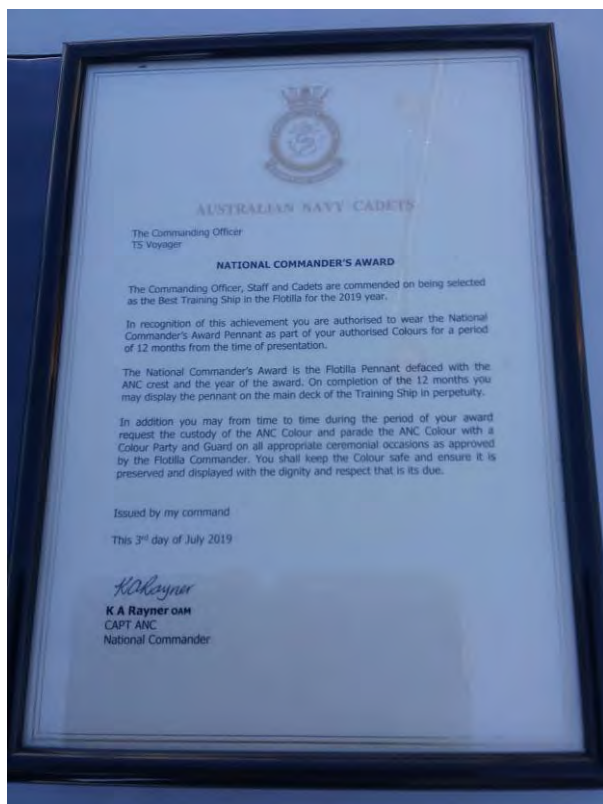 AUSTRALIAN NAVY CADETS
The Commanding Officer
TS Voyager
NATIONAL COMMANDER'S AWARD
The Commanding Officer, Staff and Cadets are commended on being selected
as the Best Training Ship in the Flotilla for the 2019 year.
In recognition of this achievement you are authorised to wear the National
Commander's Award Pennant as part of your authorised Colours for a period
of 12 months from the time of presentation.
The National Commander's Award is the Flotilla Pennant defaced with the
ANC crest and the year of the award. On completion of the 12 months you
may display the pennant on the main deck of the Training Ship in perpetuity.
In addition you may from time to time during the period of your award
request the custody of the ANC Colour and parade the ANC Colour with a
Colour Party and Guard on all appropriate ceremonial occasions as approved
by the Flotilla Commander. You shall keep the Colour safe and ensure it is
preserved and displayed with the dignity and respect that is its due.
Issued by my command
This 3rd day of July 2019
KARayner
K A Rayner OAM
CAPT ANC
National Commander